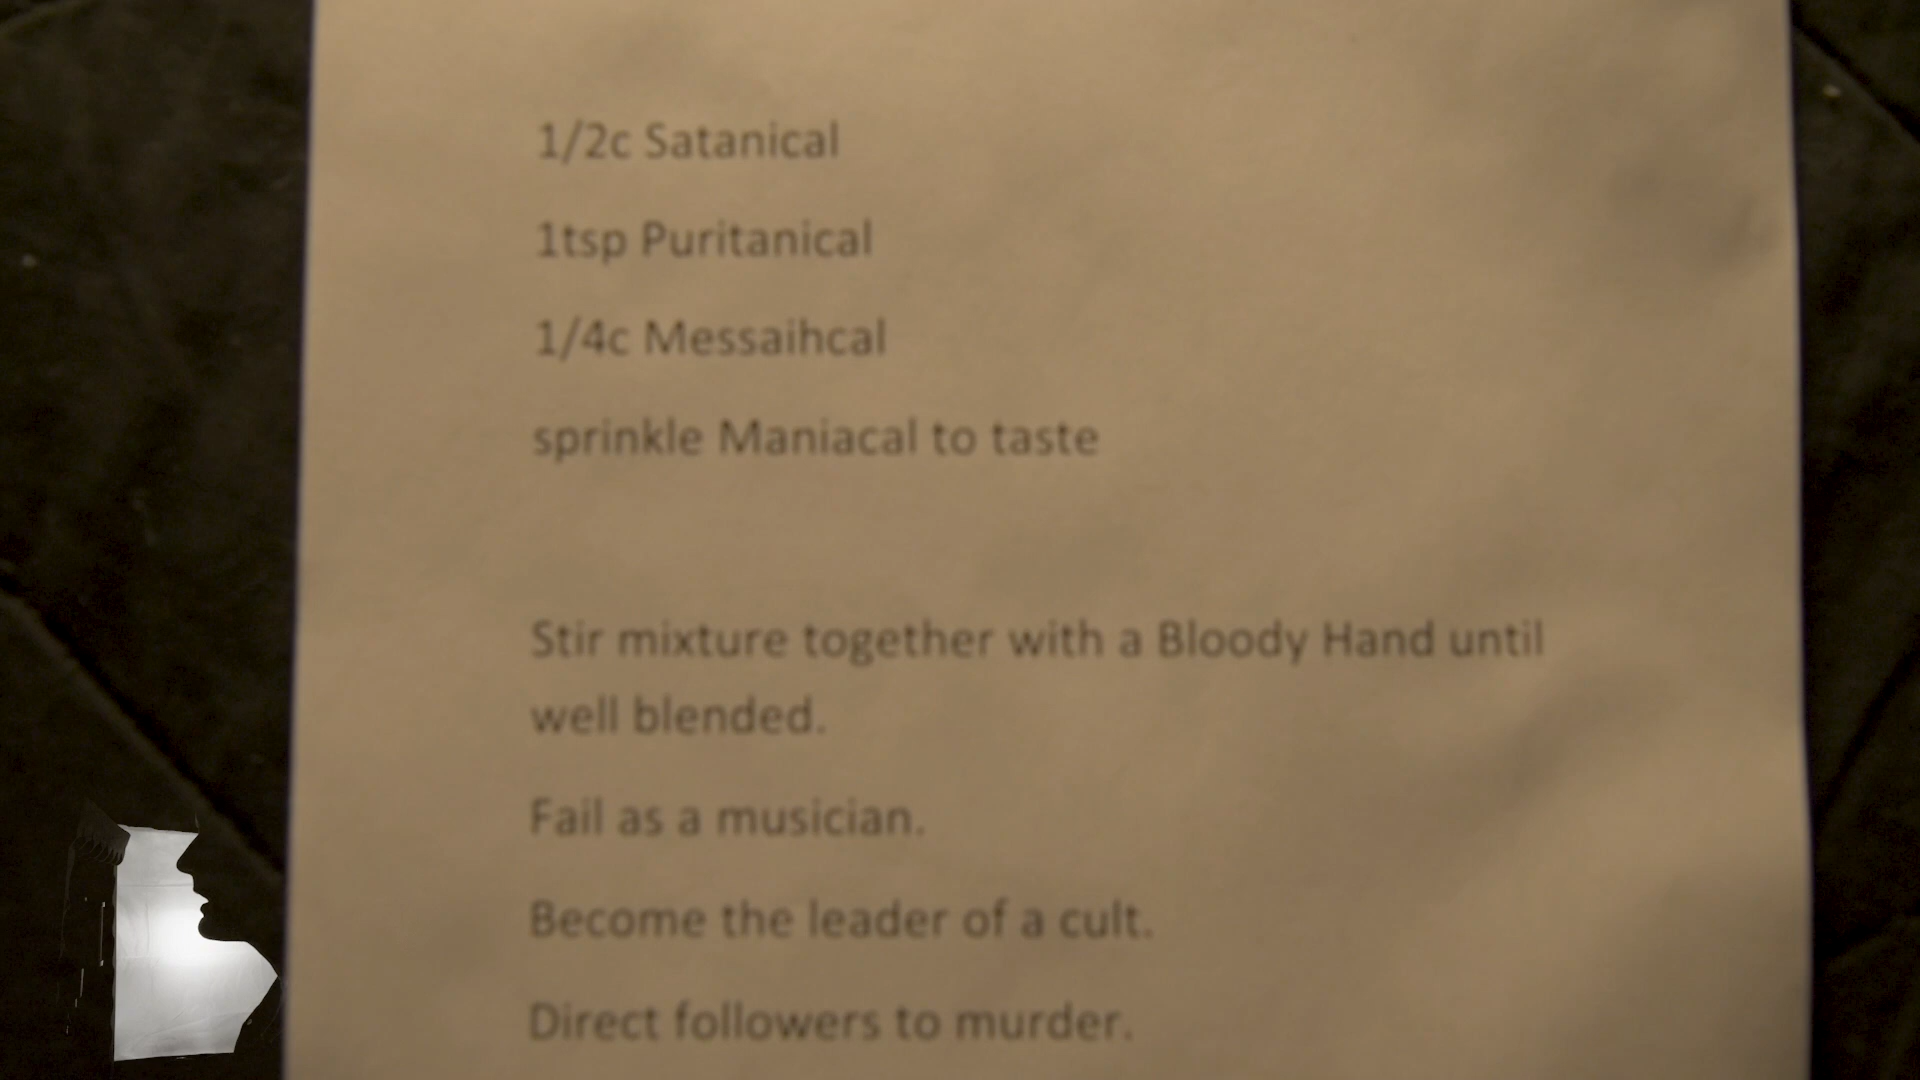 1/2c Satanical
1tsp Puritanical
1/4c Messaihcal
sprinkle Maniacal to taste
Stir mixture together with a Bloody Hand until
well blended.
Fail as a musician.
Become the leader of a cult.
Direct followers to murder.